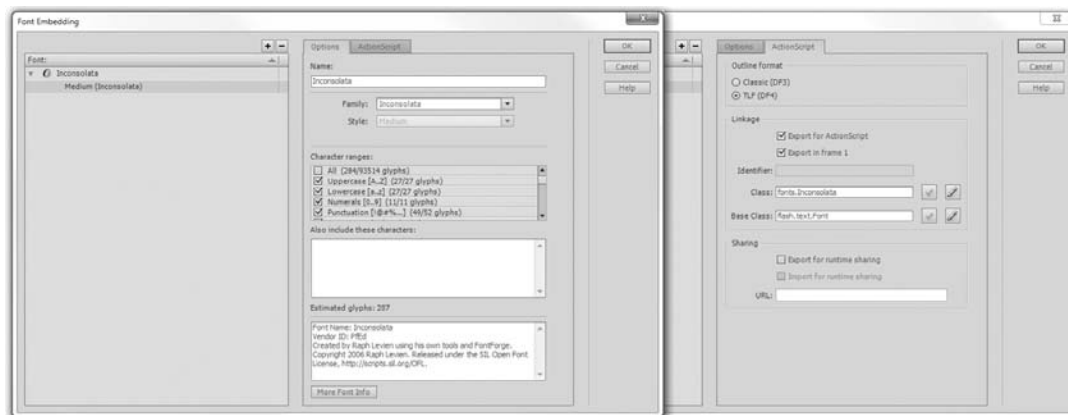 Font Embedding
Font:
Inconsolata
Medium (Inconsolata)
Options
ActionScript
Name:
Inconsolata
Family: Inconsolata
Style: Medium
Character ranges:
All (284/93514 glyphs)
Uppercase [A..Z] (27/27 glyphs)
Lowercase [a..z] (27/27 glyphs)
Numerals [0..9] (11/11 glyphs)
Punctuation [!@#%...] (49/52 glyphs)
Also include these characters:
Estimated glyphs: 287
Font Name: Inconsolata
Vendor ID: PfEd
Created by Raph Levien using his own tools and FontForge.
Copyright 2006 Raph Levien. Released under the SIL Open Font
License, http://scripts.sil.org/OFL.
More Font Info
OK
Cancel
Help
Options
ActionScript
Outline format
Classic (DF3)
TLF (DF4)
Linkage
Export for ActionScript
Export in frame 1
Identifier:
Class: fonts.Inconsolata
Base Class: flash.text.Font
Sharing
Export for runtime sharing
Import for runtime sharing
URL:
OK
Cancel
Help